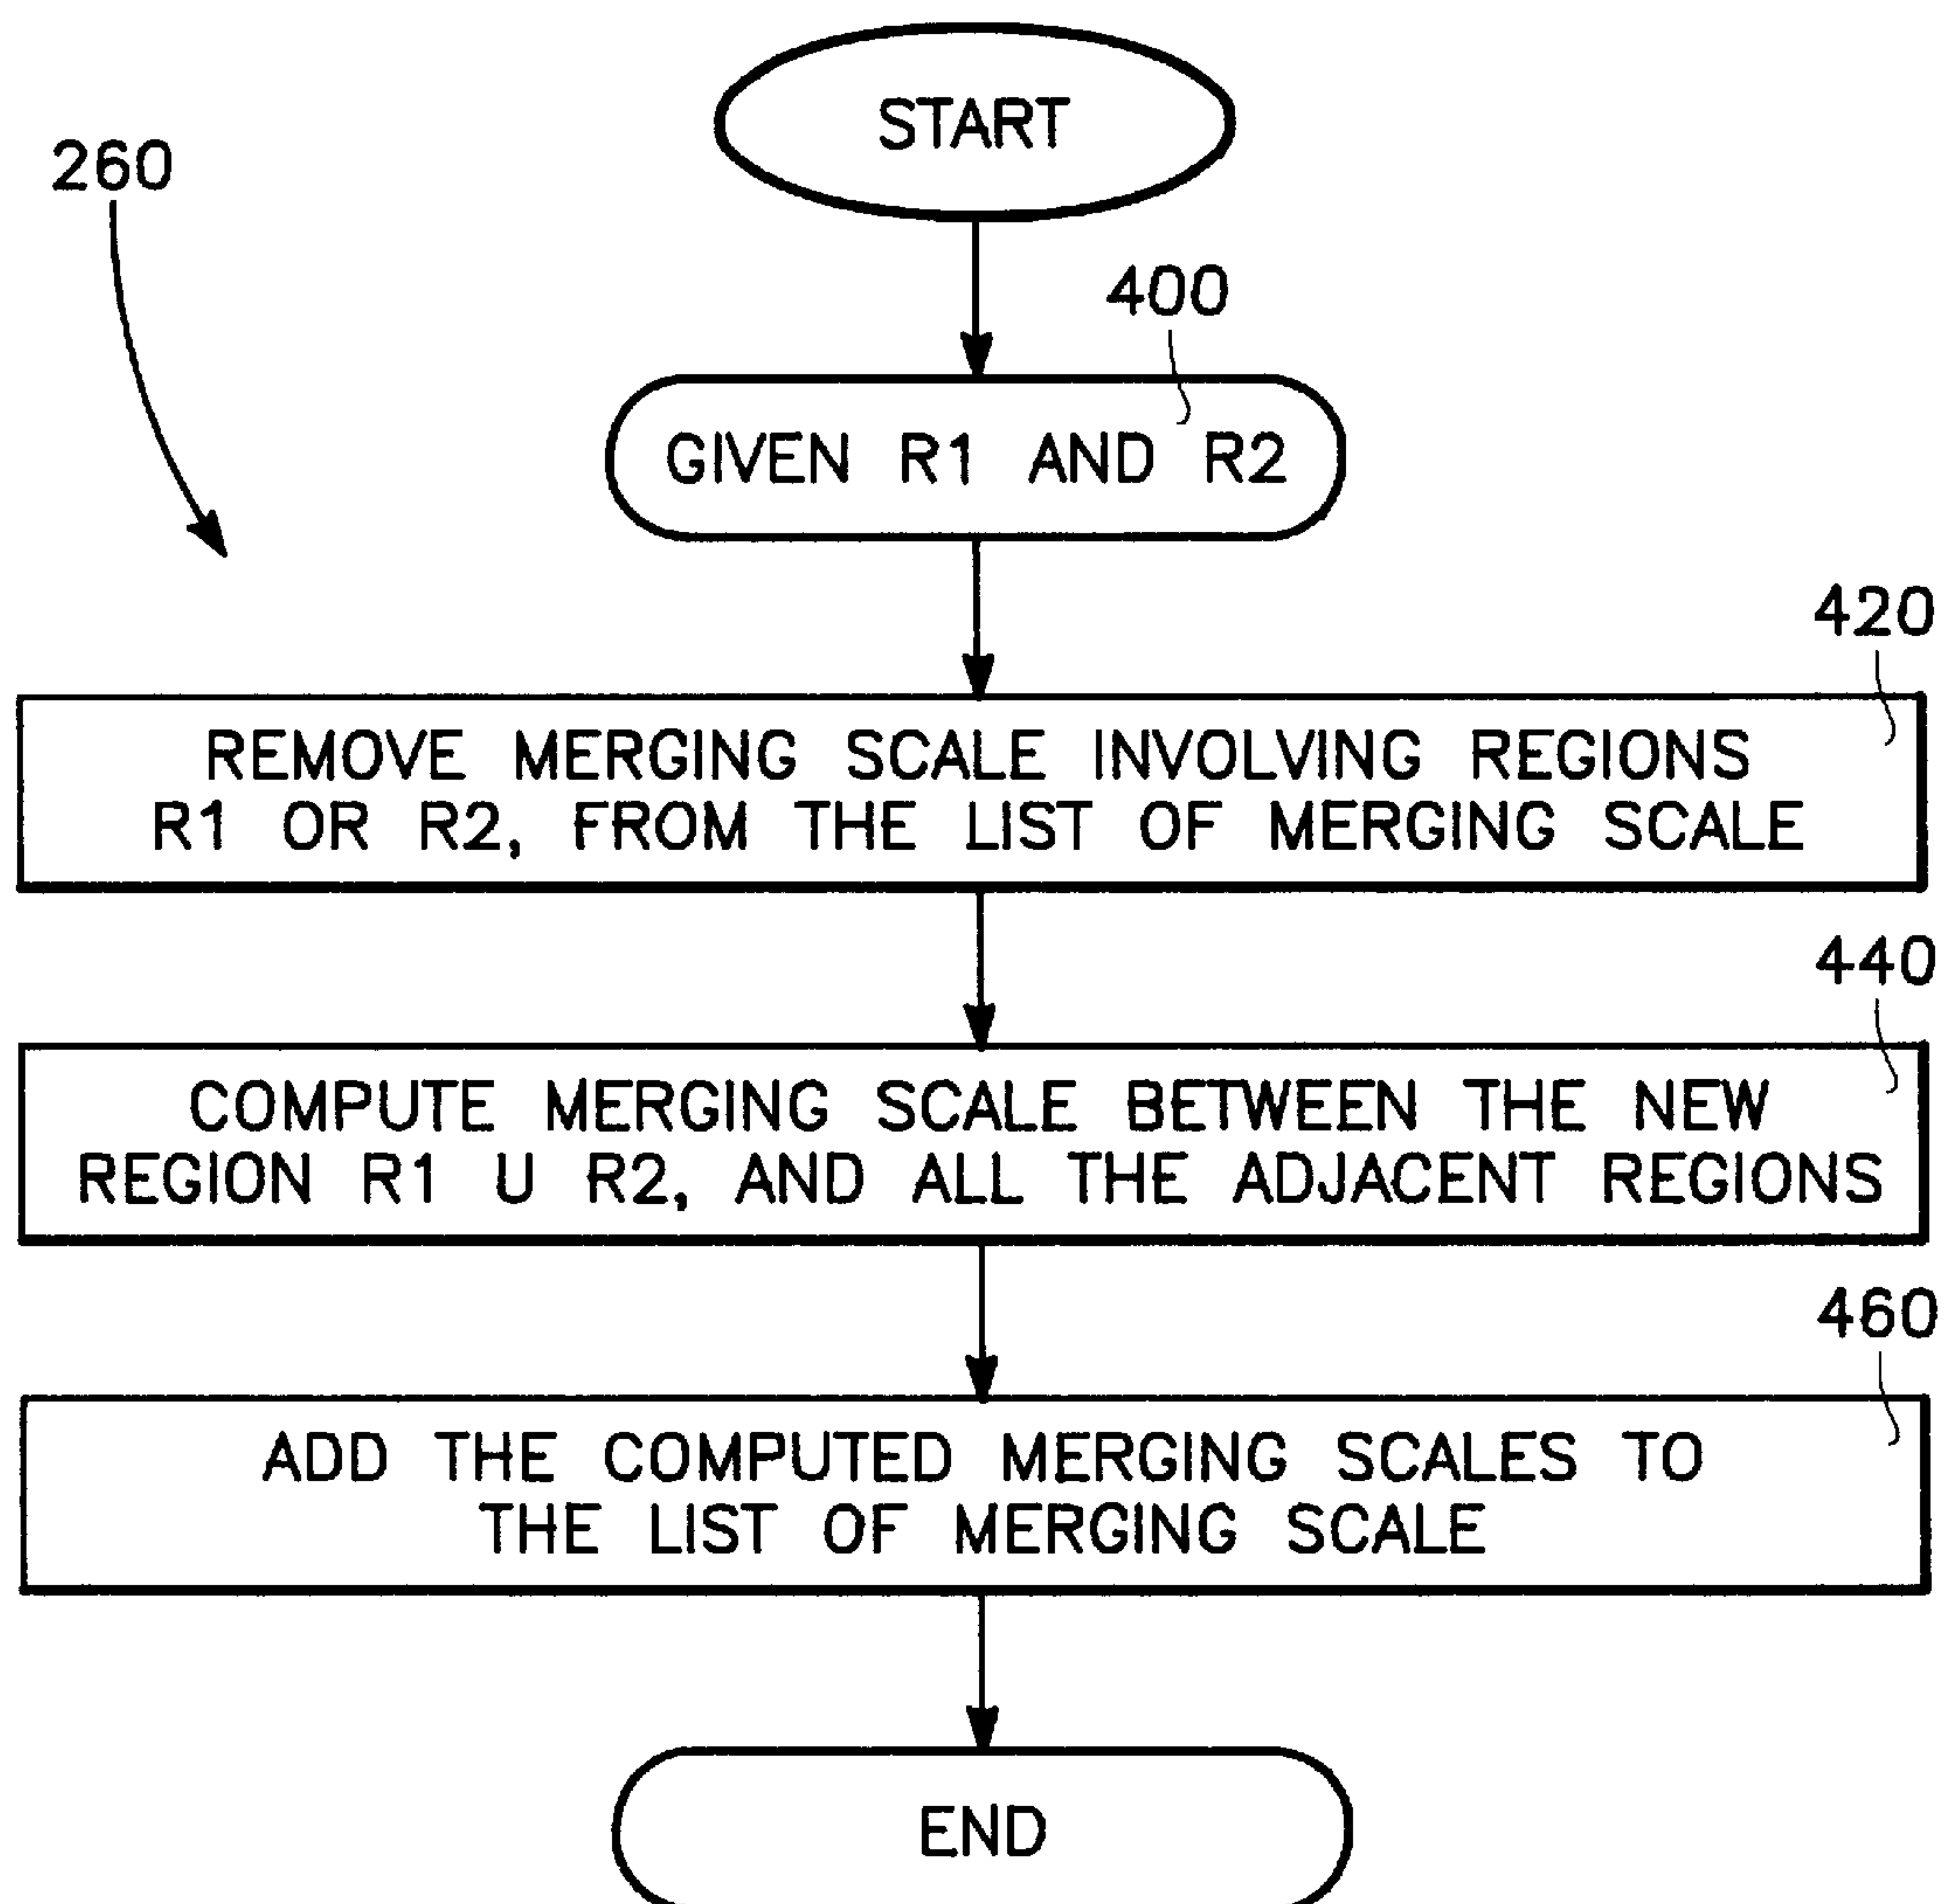 START
260
400
GIVEN R1 AND R2
420
REMOVE MERGING SCALE INVOLVING REGIONS
R1 OR R2, FROM THE LIST OF MERGING SCALE
440
COMPUTE MERGING SCALE BETWEEN THE NEW
REGION R1 U R2, AND ALL THE ADJACENT REGIONS
460
ADD THE COMPUTED MERGING SCALES TO
THE LIST OF MERGING SCALE
END